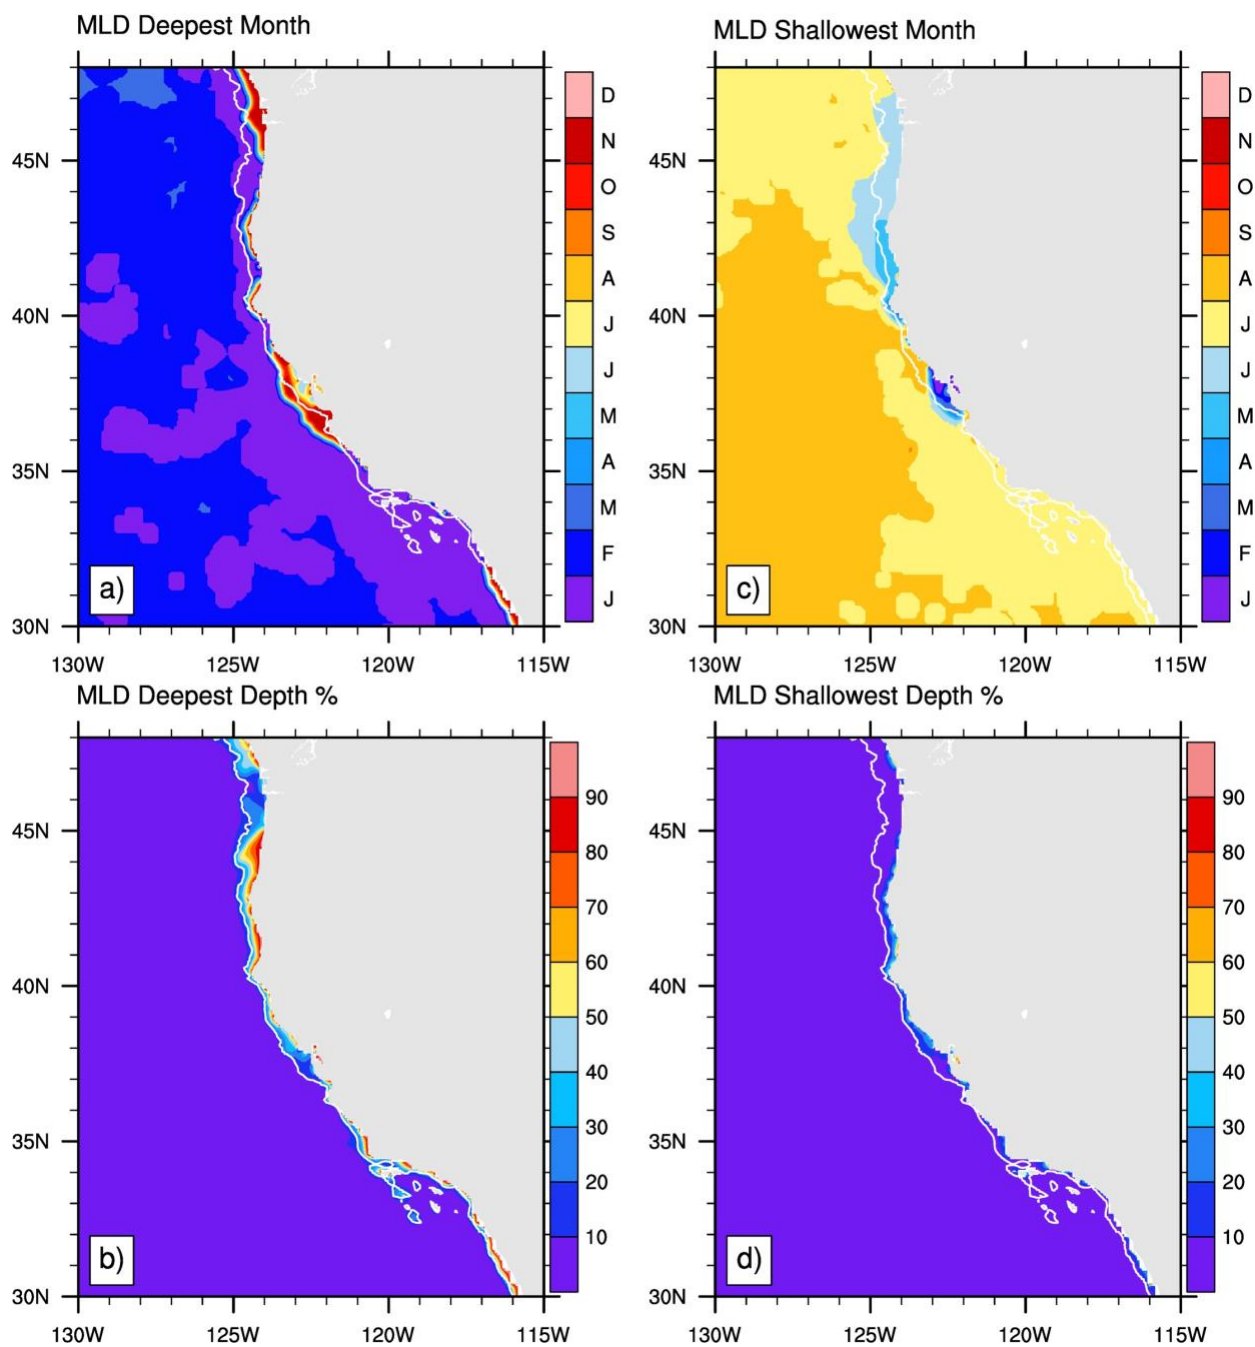 MLD Deepest Month
45N
40N
35N
30N
130W 125W 120W 115W
a)
D
N
O
S
A
J
J
M
A
M
F
J
MLD Shallowest Month
45N
40N
35N
30N
130W 125W 120W 115W
c)
D
N
O
S
A
J
J
M
A
M
F
J
MLD Deepest Depth %
45N
40N
35N
30N
130W 125W 120W 115W
b)
90
80
70
60
50
40
30
20
10
MLD Shallowest Depth %
45N
40N
35N
30N
130W 125W 120W 115W
d)
90
80
70
60
50
40
30
20
10